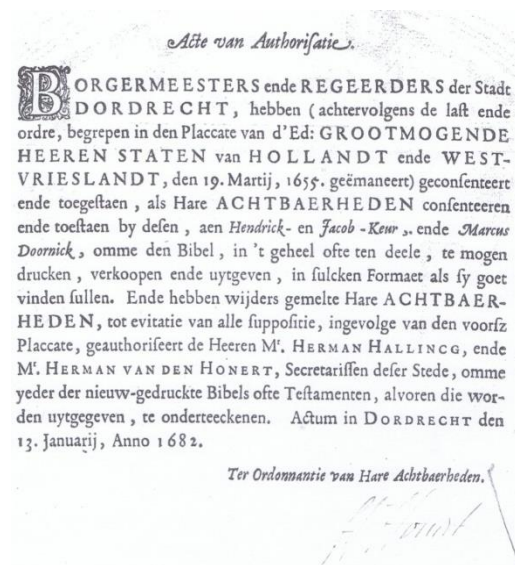 Acte van Authoriſatie.
BORGERMEESTERS ende REGEERDERS der Stadt
DORDRECHT, hebben (achtervolgens de laſt ende
ordre, begrepen in den Placcate van d'Ed: GROOTMOGENDE
HEEREN STATEN van HOLLANDT ende WEST-
VRIESLANDT, den 19. Martij, 1655. geëmaneert) geconſenteert
ende toegeſtaen, als Hare ACHTBAERHEDEN conſenteeren
ende toeſtaen by deſen, aen Hendrick- en Jacob -Keur, ende Marcus
Doornick, omme den Bibel, in 't geheel ofte ten deele, te mogen
drucken, verkoopen ende uytgeven, in ſulcken Formaet als ſy goet
vinden ſullen. Ende hebben wijders gemelte Hare ACHTBAER-
HEDEN, tot evitatie van alle ſuppoſitie, ingevolge van den voorſz
Placcate, geauthoriſeert de Heeren Mr. HERMAN HALLINCG, ende
Mr. HERMAN VAN DEN HONERT, Secretariſſen deſer Stede, omme
yeder der nieuw-gedruckte Bibels ofte Teſtamenten, alvoren die wor-
den uytgegeven, te onderteeckenen. Actum in DORDRECHT den
13. Januarij, Anno 1682.
Ter Ordonnantie van Hare Achtbaerheden.